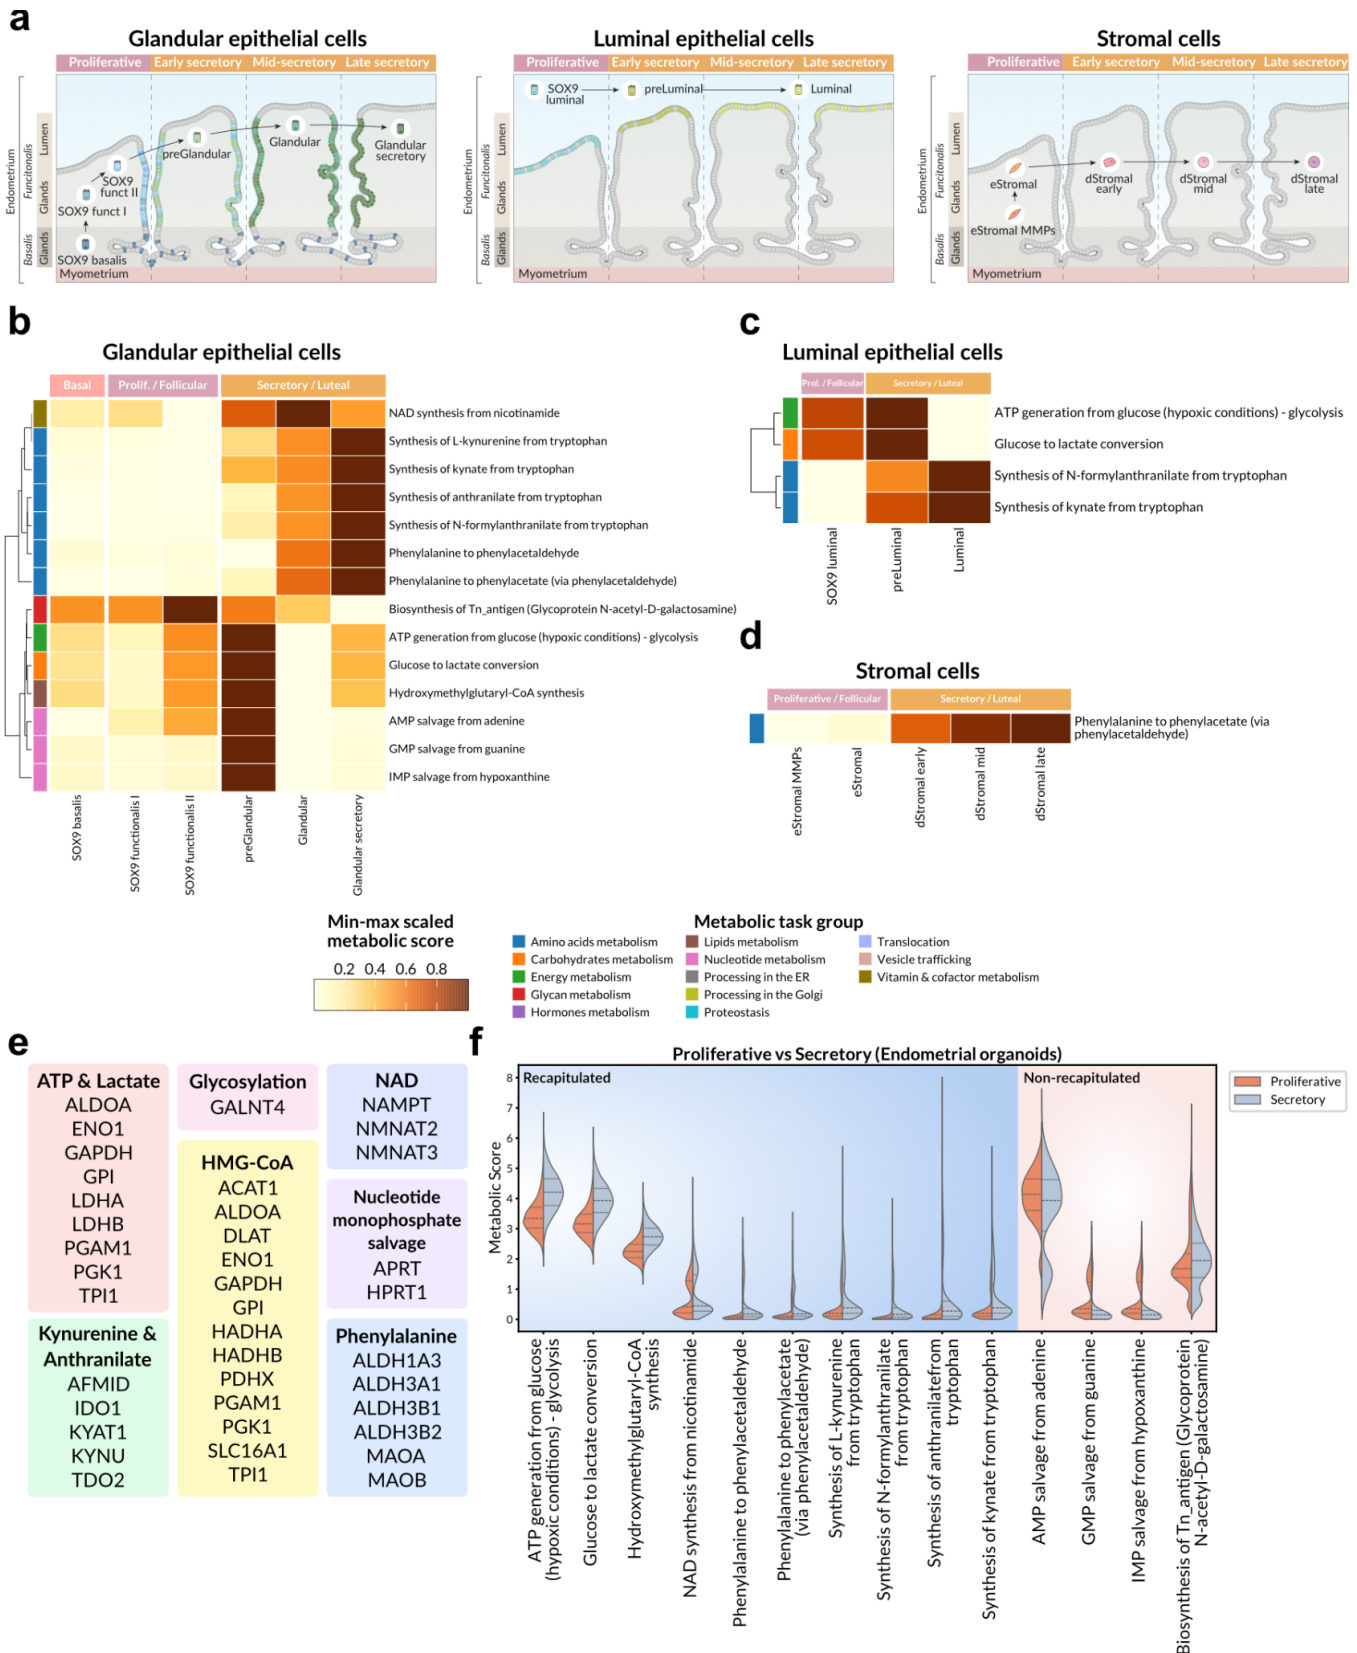 a
Glandular epithelial cells
Proliferative Early secretory Mid-secretory Late secretory
Endometrium
Basalis Funcitonalis
Glands Glands Lumen
SOX9 basalis
SOX9 funct I
SOX9
funct II
preGlandular
Glandular
Glandular
secretory
Myometrium
Luminal epithelial cells
Proliferative Early secretory Mid-secretory Late secretory
Endometrium
Basalis Funcitonalis
Glands Glands Lumen
SOX9
luminal
preLuminal
Luminal
Myometrium
Stromal cells
Proliferative Early secretory Mid-secretory Late secretory
Endometrium
Basalis Funcitonalis
Glands Glands Lumen
eStromal
eStromal MMPs
dStromal
early
dStromal
mid
dStromal
late
Myometrium
b
Glandular epithelial cells
Basal Prolif. / Follicular Secretory / Luteal
NAD synthesis from nicotinamide
Synthesis of L-kynurenine from tryptophan
Synthesis of kynate from tryptophan
Synthesis of anthranilate from tryptophan
Synthesis of N-formylanthranilate from tryptophan
Phenylalanine to phenylacetaldehyde
Phenylalanine to phenylacetate (via phenylacetaldehyde)
Biosynthesis of Tn_antigen (Glycoprotein N-acetyl-D-galactosamine)
ATP generation from glucose (hypoxic conditions) - glycolysis
Glucose to lactate conversion
Hydroxymethylglutaryl-CoA synthesis
AMP salvage from adenine
GMP salvage from guanine
IMP salvage from hypoxanthine
SOX9 basalis
SOX9 functionalis I
SOX9 functionalis II
preGlandular
Glandular
Glandular secretory
c
Luminal epithelial cells
Prol. / Follicular Secretory / Luteal
ATP generation from glucose (hypoxic conditions) - glycolysis
Glucose to lactate conversion
Synthesis of N-formylanthranilate from tryptophan
Synthesis of kynate from tryptophan
SOX9 luminal
preLuminal
Luminal
d
Stromal cells
Proliferative / Follicular Secretory / Luteal
Phenylalanine to phenylacetate (via
phenylacetaldehyde)
eStromal MMPs
eStromal
dStromal early
dStromal mid
dStromal late
Min-max scaled
metabolic score
0.2 0.4 0.6 0.8
Metabolic task group
Amino acids metabolism
Carbohydrates metabolism
Energy metabolism
Glycan metabolism
Hormones metabolism
Lipids metabolism
Nucleotide metabolism
Processing in the ER
Processing in the Golgi
Proteostasis
Translocation
Vesicle trafficking
Vitamin & cofactor metabolism
e
ATP & Lactate
ALDOA
ENO1
GAPDH
GPI
LDHA
LDHB
PGAM1
PGK1
TPI1
Kynurenine &
Anthranilate
AFMID
IDO1
KYAT1
KYNU
TDO2
Glycosylation
GALNT4
HMG-CoA
ACAT1
ALDOA
DLAT
ENO1
GAPDH
GPI
HADHA
HADHB
PDHX
PGAM1
PGK1
SLC16A1
TPI1
NAD
NAMPT
NMNAT2
NMNAT3
Nucleotide
monophosphate
salvage
APRT
HPRT1
Phenylalanine
ALDH1A3
ALDH3A1
ALDH3B1
ALDH3B2
MAOA
MAOB
f
Proliferative vs Secretory (Endometrial organoids)
Recapitulated
Non-recapitulated
Proliferative
Secretory
Metabolic Score
8
7
6
5
4
3
2
1
0
ATP generation from glucose
(hypoxic conditions) - glycolysis
Glucose to lactate conversion
Hydroxymethylglutaryl-CoA
synthesis
NAD synthesis from nicotinamide
Phenylalanine to phenylacetaldehyde
Phenylalanine to phenylacetate
(via phenylacetaldehyde)
Synthesis of L-kynurenine
from tryptophan
Synthesis of N-formylanthranilate
from tryptophan
Synthesis of anthranilatefrom
tryptophan
Synthesis of kynate from tryptophan
AMP salvage from adenine
GMP salvage from guanine
IMP salvage from hypoxanthine
Biosynthesis of Tn_antigen (Glycoprotein
N-acetyl-D-galactosamine)